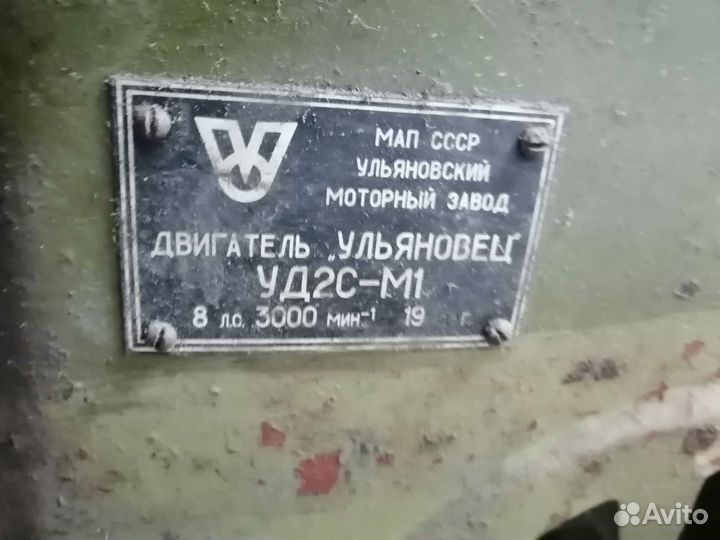 МАП СССР
УЛЬЯНОВСКИЙ
МОТОРНЫЙ ЗАВОД
ДВИГАТЕЛЬ „УЛЬЯНОВЕЦ"
УД2С-М1
8 л.с. 3000 мин-1 19 г.
Avito